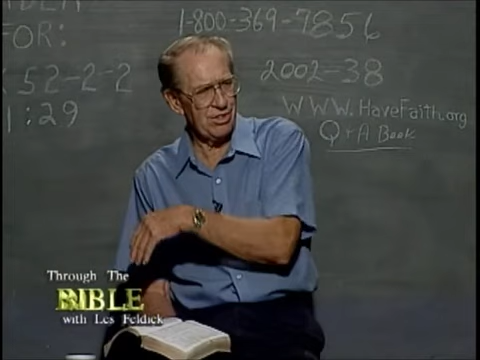 FOR:
1-800-369-7856
52-2-2
2002-38
1:29
WWW.HaveFaith.org
Q+A Book
Through The
BIBLE
with Les Feldick